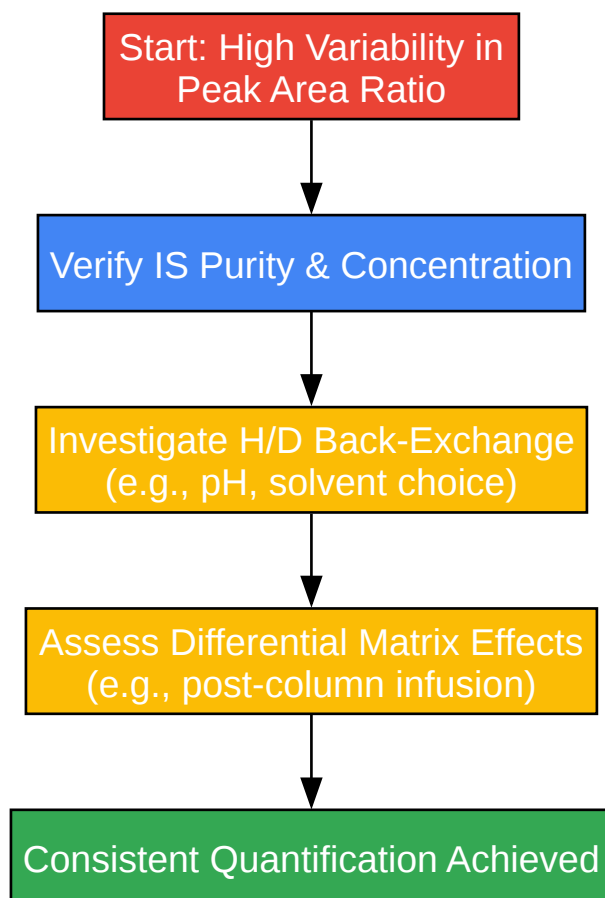 Start: High Variability in
Peak Area Ratio
Verify IS Purity & Concentration
Investigate H/D Back-Exchange
(e.g., pH, solvent choice)
Assess Differential Matrix Effects
(e.g., post-column infusion)
Consistent Quantification Achieved